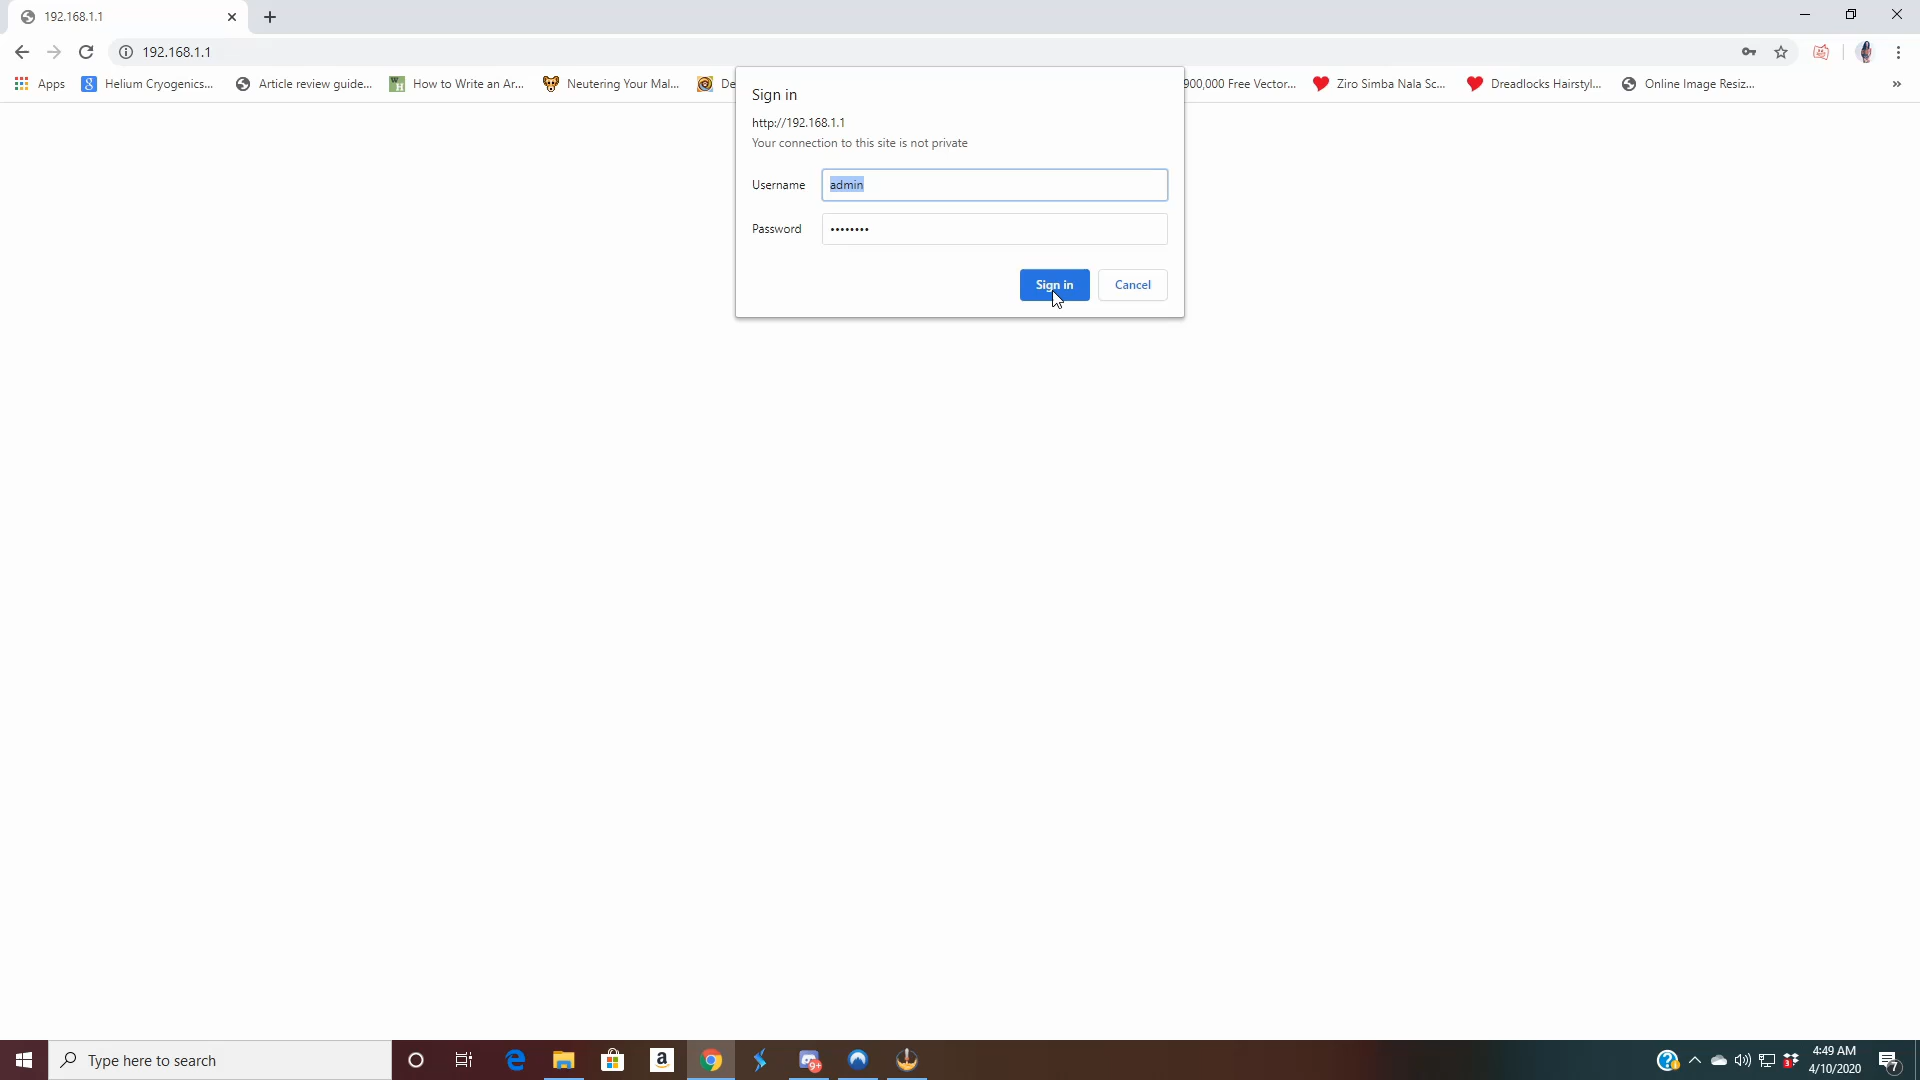 192.168.1.1
192.168.1.1
Apps
Helium Cryogenics...
Article review guide...
How to Write an Ar...
Neutering Your Mal...
De
900,000 Free Vector...
Ziro Simba Nala Sc...
Dreadlocks Hairstyl...
Online Image Resiz...
»
Sign in
http://192.168.1.1
Your connection to this site is not private
Username
admin
Password
••••••••
Sign in
Cancel
Type here to search
9+
3
4:49 AM
4/10/2020
7